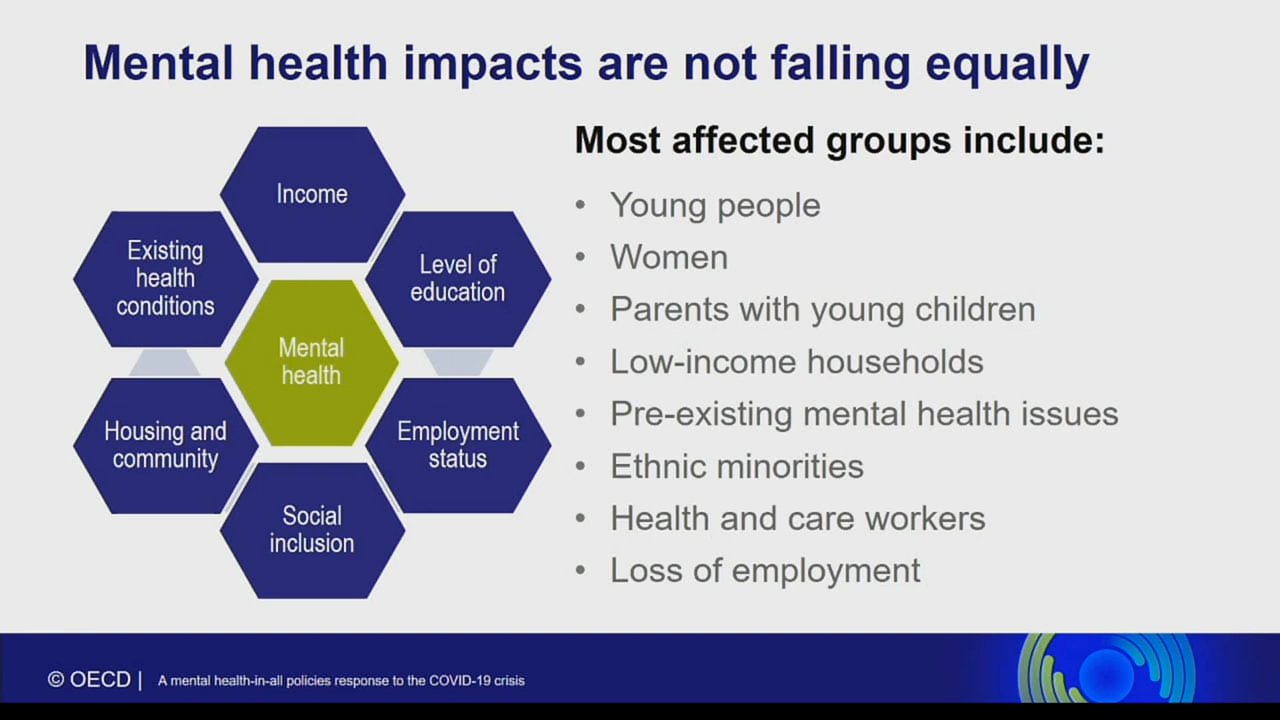 Mental health impacts are not falling equally
Income
Existing
health
conditions
Level of
education
Mental
health
Housing and
community
Employment
status
Social
inclusion
Most affected groups include:
• Young people
• Women
• Parents with young children
• Low-income households
• Pre-existing mental health issues
• Ethnic minorities
• Health and care workers
• Loss of employment
© OECD | A mental health-in-all policies response to the COVID-19 crisis